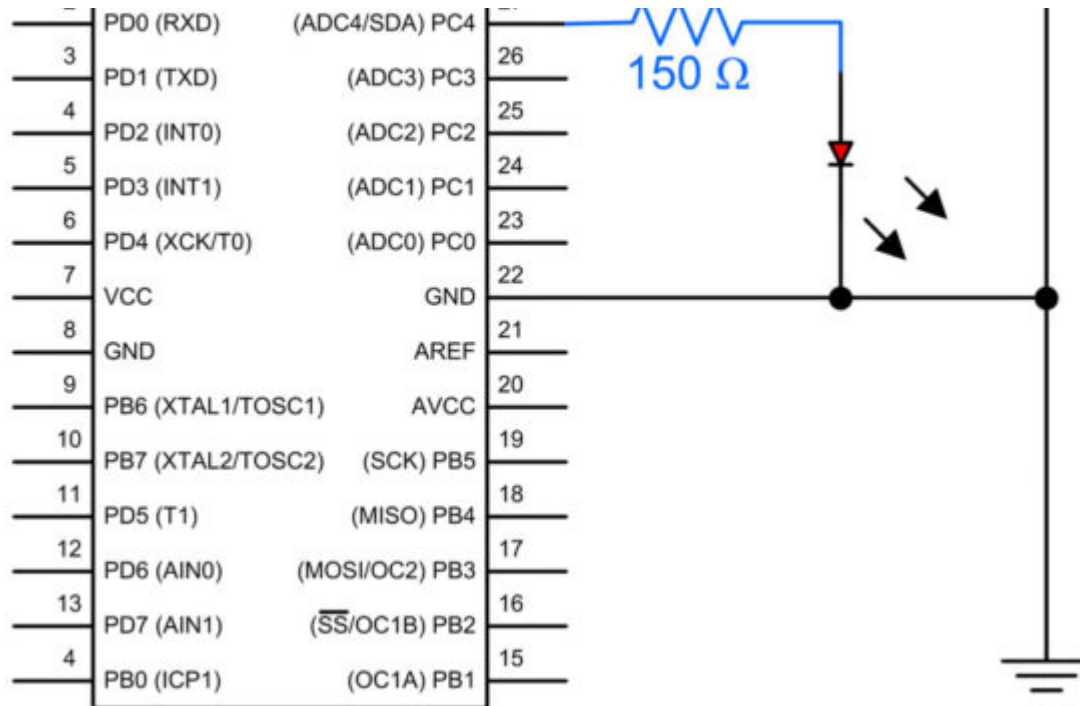 PD0 (RXD) (ADC4/SDA) PC4
150 Ω
3 PD1 (TXD) (ADC3) PC3 26
4 PD2 (INT0) (ADC2) PC2 25
5 PD3 (INT1) (ADC1) PC1 24
6 PD4 (XCK/T0) (ADC0) PC0 23
7 VCC GND 22
8 GND AREF 21
9 PB6 (XTAL1/TOSC1) AVCC 20
10 PB7 (XTAL2/TOSC2) (SCK) PB5 19
11 PD5 (T1) (MISO) PB4 18
12 PD6 (AIN0) (MOSI/OC2) PB3 17
13 PD7 (AIN1) (SS/OC1B) PB2 16
4 PB0 (ICP1) (OC1A) PB1 15